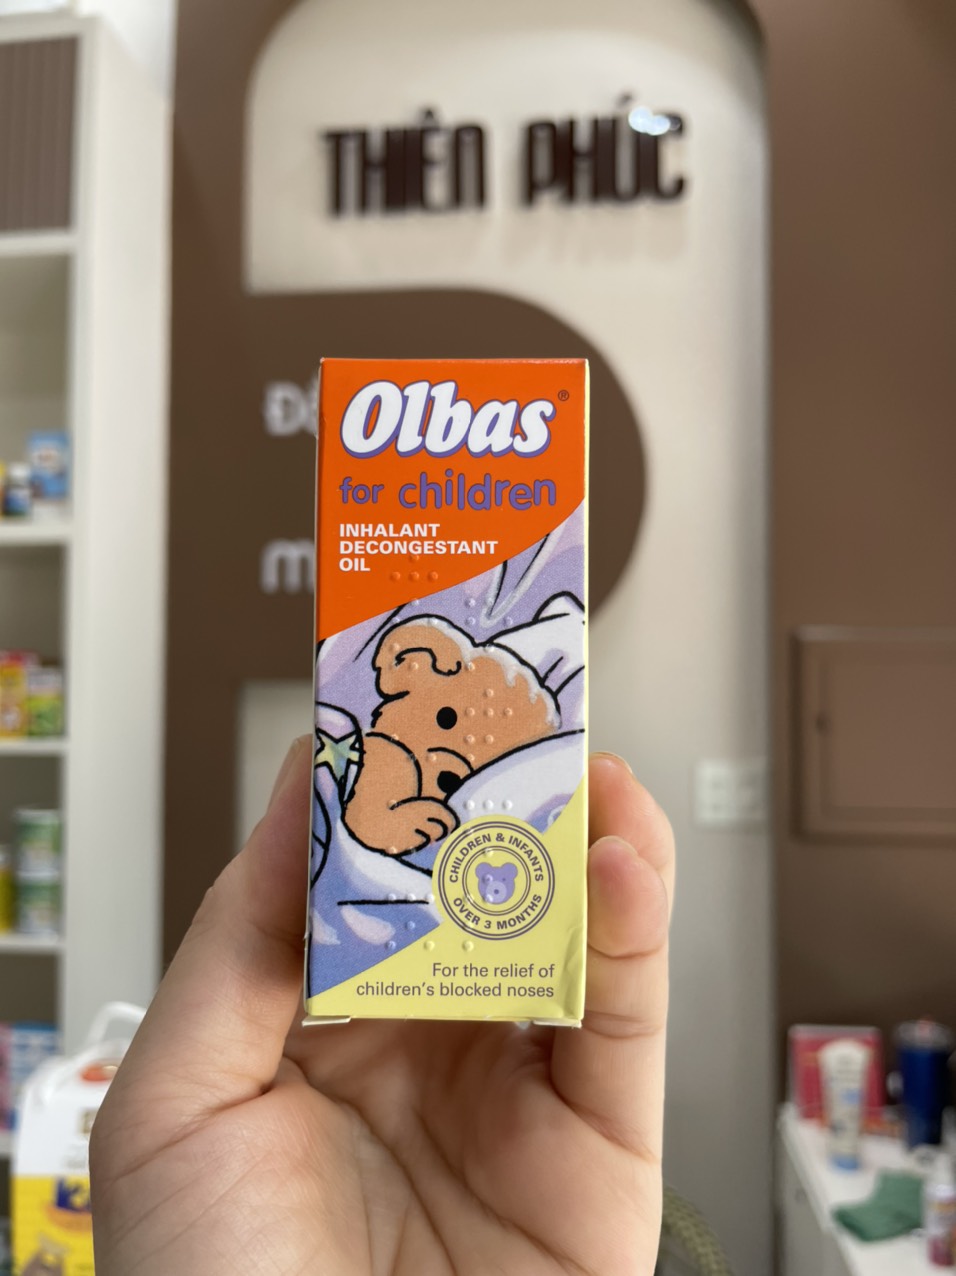 THIÊN PHÚC
Olbas®
for children
INHALANT
DECONGESTANT
OIL
CHILDREN & INFANTS
OVER 3 MONTHS
For the relief of
children's blocked noses